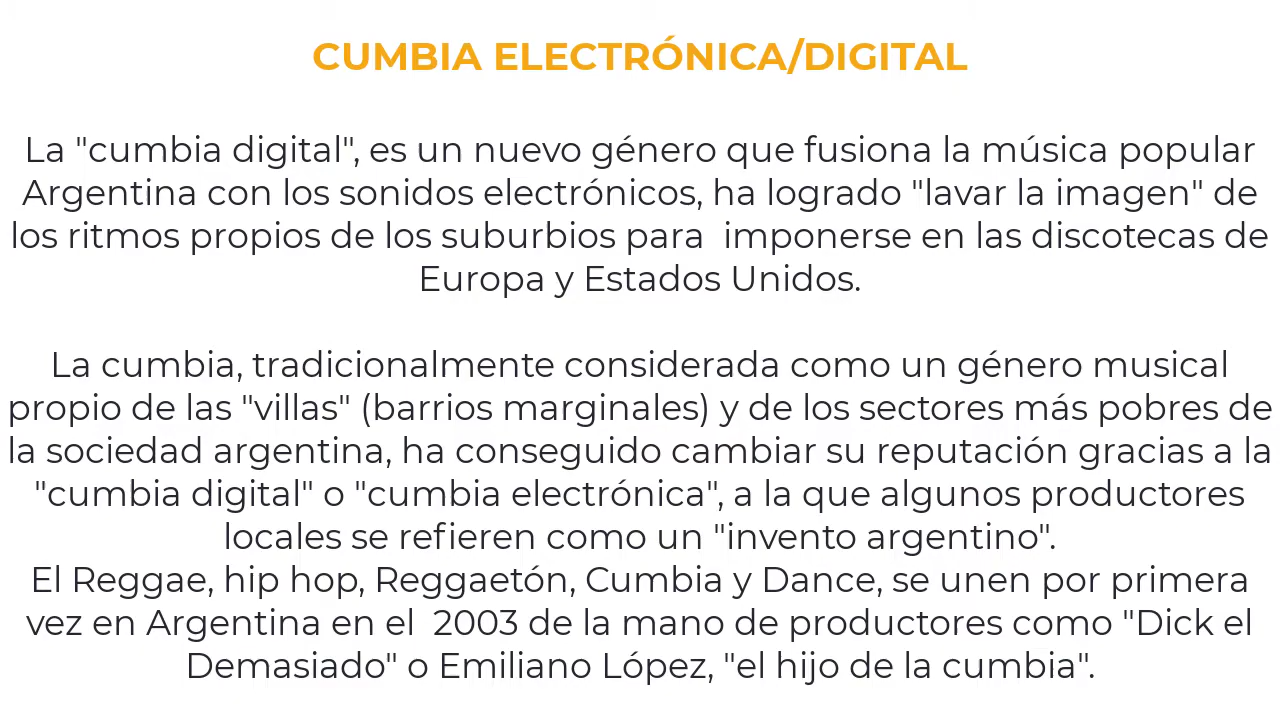 CUMBIA ELECTRÓNICA/DIGITAL
La "cumbia digital", es un nuevo género que fusiona la música popular
Argentina con los sonidos electrónicos, ha logrado "lavar la imagen" de
los ritmos propios de los suburbios para  imponerse en las discotecas de
Europa y Estados Unidos.
La cumbia, tradicionalmente considerada como un género musical
propio de las "villas" (barrios marginales) y de los sectores más pobres de
la sociedad argentina, ha conseguido cambiar su reputación gracias a la
"cumbia digital" o "cumbia electrónica", a la que algunos productores
locales se refieren como un "invento argentino".
El Reggae, hip hop, Reggaetón, Cumbia y Dance, se unen por primera
vez en Argentina en el  2003 de la mano de productores como "Dick el
Demasiado" o Emiliano López, "el hijo de la cumbia".